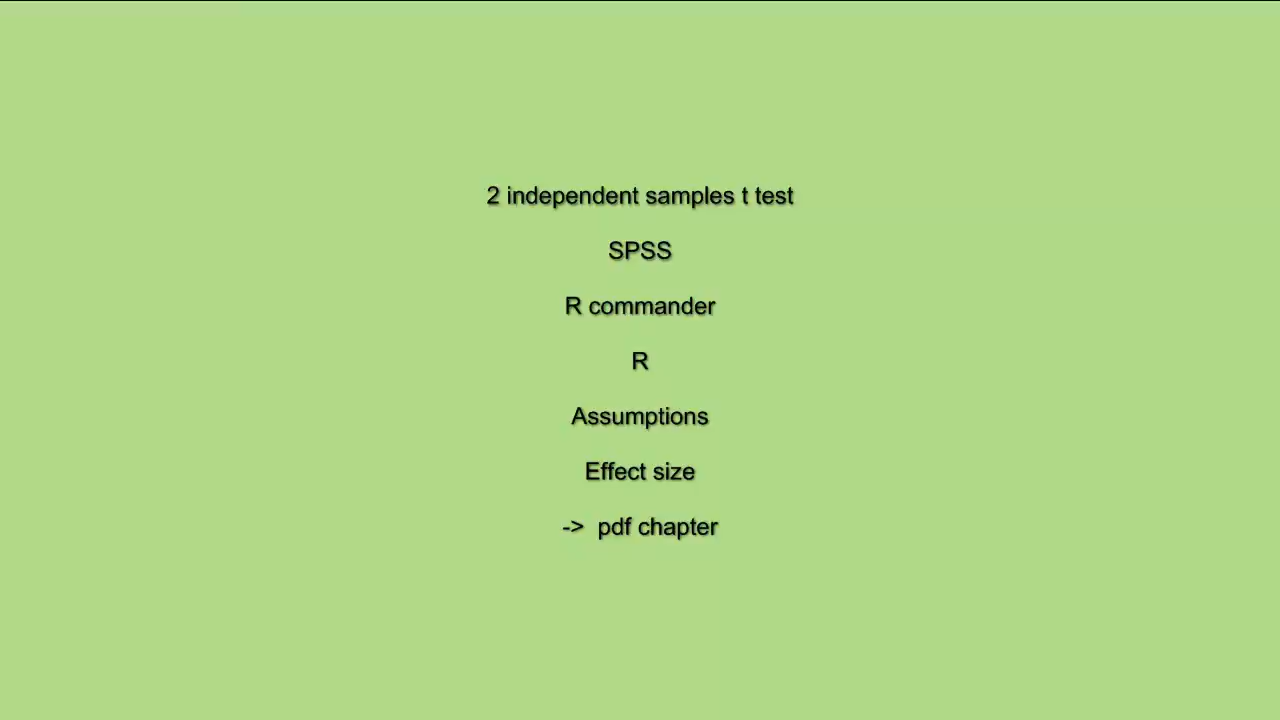 2 independent samples t test
SPSS
R commander
R
Assumptions
Effect size
->  pdf chapter